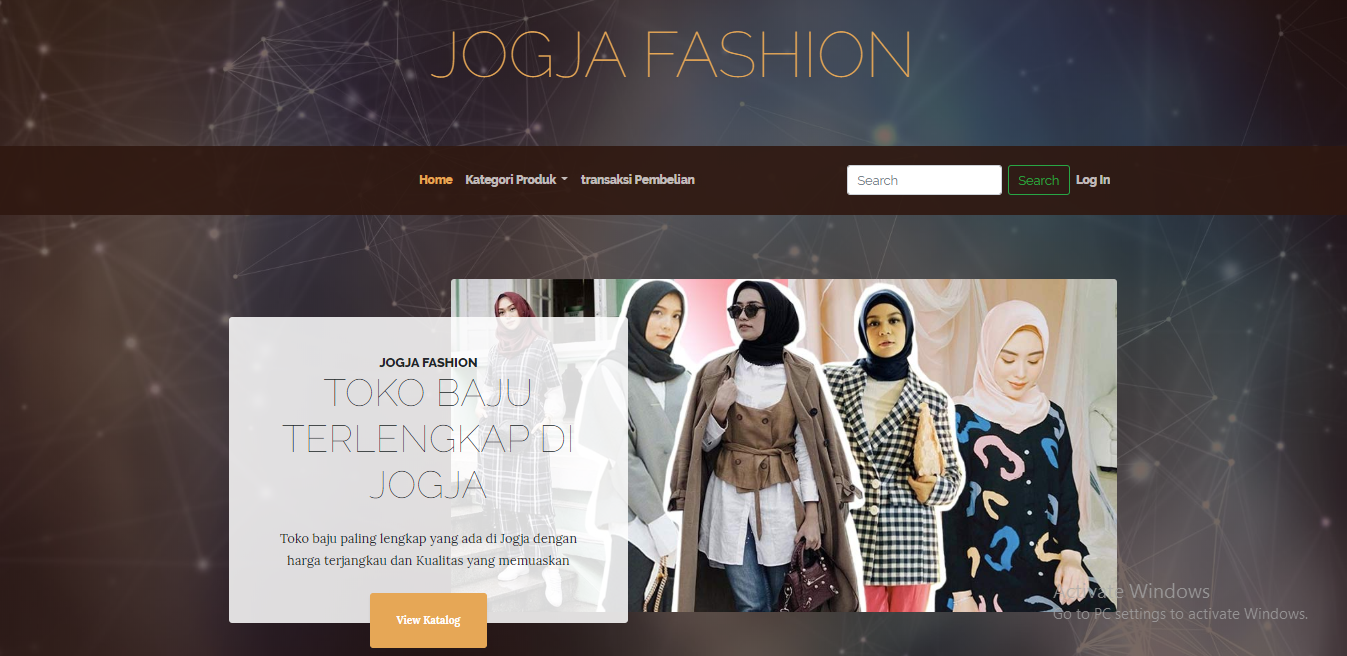 JOGJA FASHION
Home Kategori Produk transaksi Pembelian Search Search Log In
JOGJA FASHION
TOKO BAJU
TERLENGKAP DI
JOGJA
Toko baju paling lengkap yang ada di Jogja dengan
harga terjangkau dan Kualitas yang memuaskan
View Katalog
Activate Windows
Go to PC settings to activate Windows.